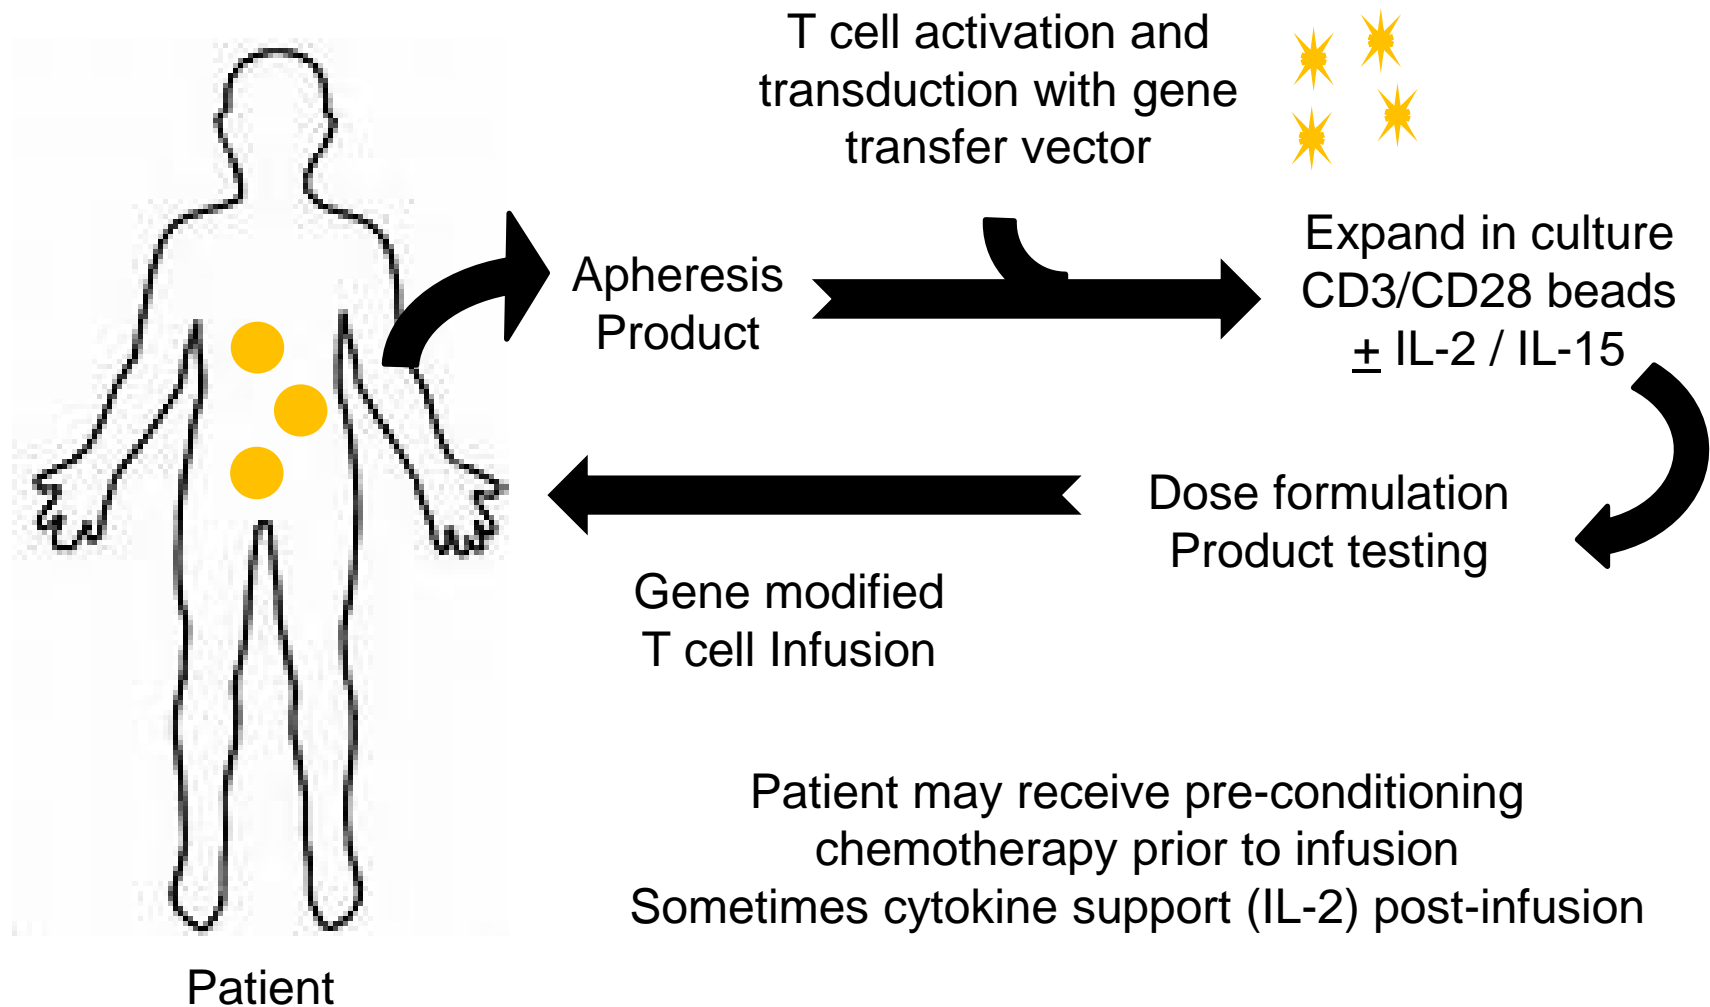 T cell activation and
transduction with gene
transfer vector
Apheresis
Product
Expand in culture
CD3/CD28 beads
± IL-2 / IL-15
Dose formulation
Product testing
Gene modified
T cell Infusion
Patient may receive pre-conditioning
chemotherapy prior to infusion
Sometimes cytokine support (IL-2) post-infusion
Patient